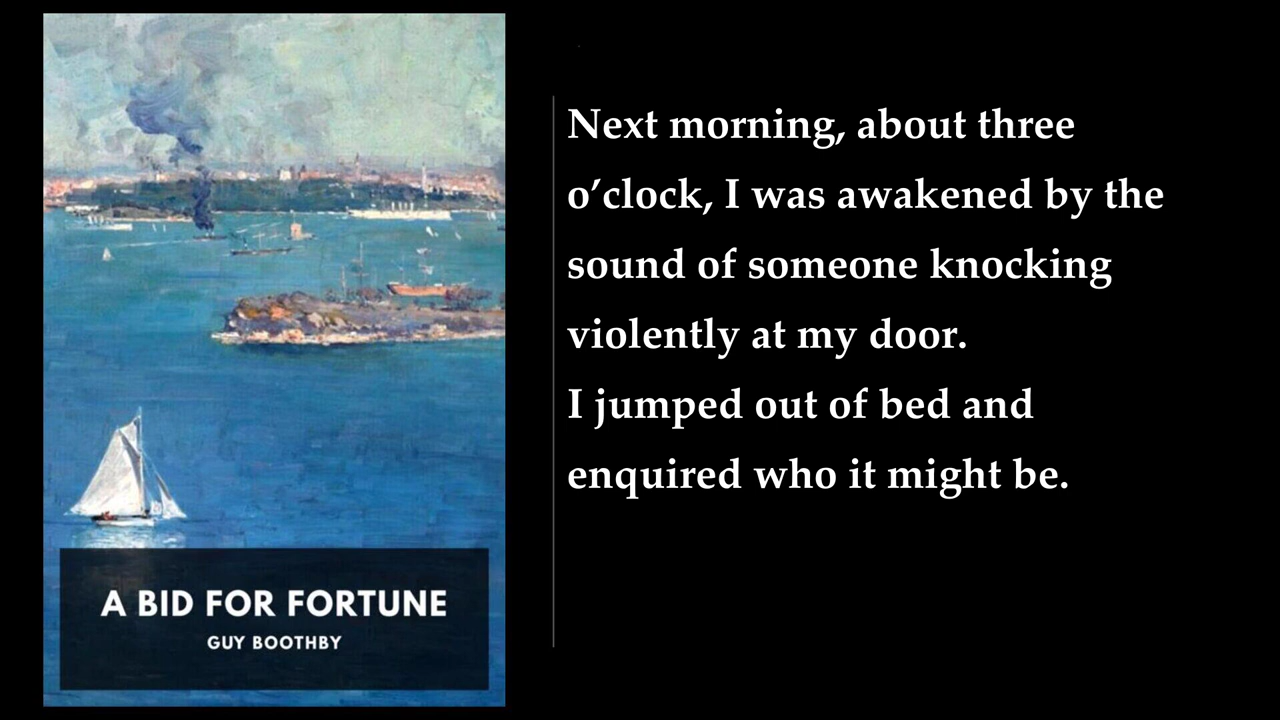 A BID FOR FORTUNE
GUY BOOTHBY
Next morning, about three
o’clock, I was awakened by the
sound of someone knocking
violently at my door.
I jumped out of bed and
enquired who it might be.